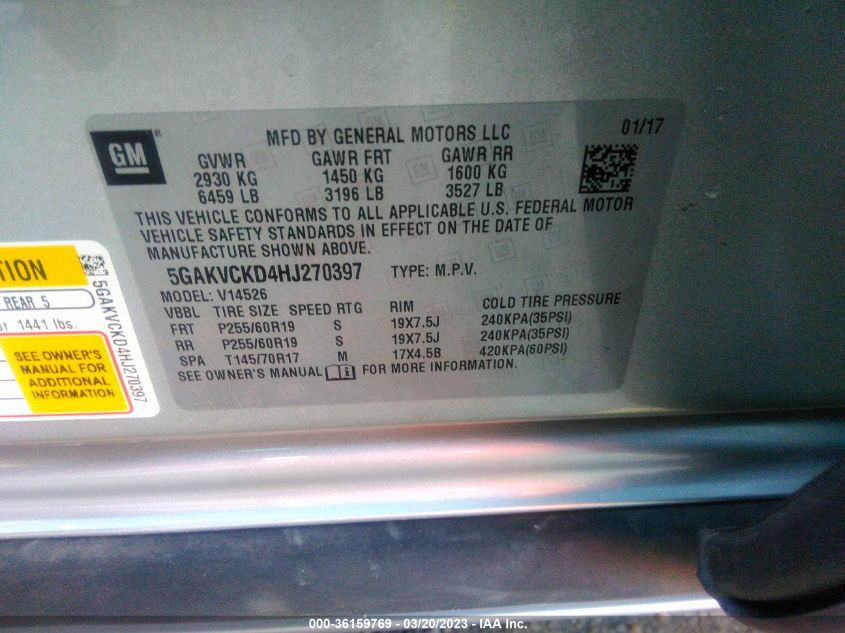 GM
MFD BY GENERAL MOTORS LLC 01/17
GVWR GAWR FRT GAWR RR
2930 KG 1450 KG 1600 KG
6459 LB 3196 LB 3527 LB
THIS VEHICLE CONFORMS TO ALL APPLICABLE U.S. FEDERAL MOTOR
VEHICLE SAFETY STANDARDS IN EFFECT ON THE DATE OF
MANUFACTURE SHOWN ABOVE.
5GAKVCKD4HJ270397 TYPE: M.P.V.
MODEL: V14526
VBBL TIRE SIZE SPEED RTG RIM COLD TIRE PRESSURE
FRT P255/60R19 S 19X7.5J 240KPA(35PSI)
RR P255/60R19 S 19X7.5J 240KPA(35PSI)
SPA T145/70R17 M 17X4.5B 420KPA(60PSI)
SEE OWNER'S MANUAL FOR MORE INFORMATION.
REAR 5
1441 lbs.
SEE OWNER'S
MANUAL FOR
ADDITIONAL
INFORMATION
5GAKVCKD4HJ270397
000-36159769 - 03/20/2023 - © IAA Inc.